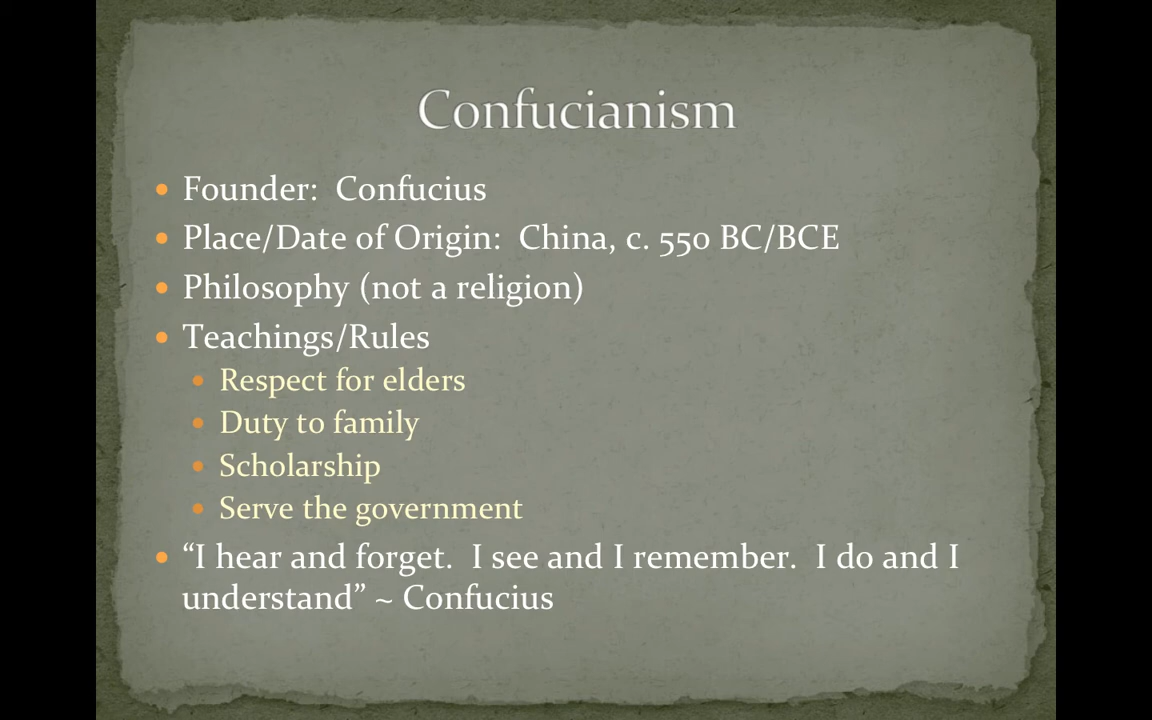 Confucianism
• Founder:  Confucius
• Place/Date of Origin:  China, c. 550 BC/BCE
• Philosophy (not a religion)
• Teachings/Rules
• Respect for elders
• Duty to family
• Scholarship
• Serve the government
• “I hear and forget.  I see and I remember.  I do and I
understand” ~ Confucius